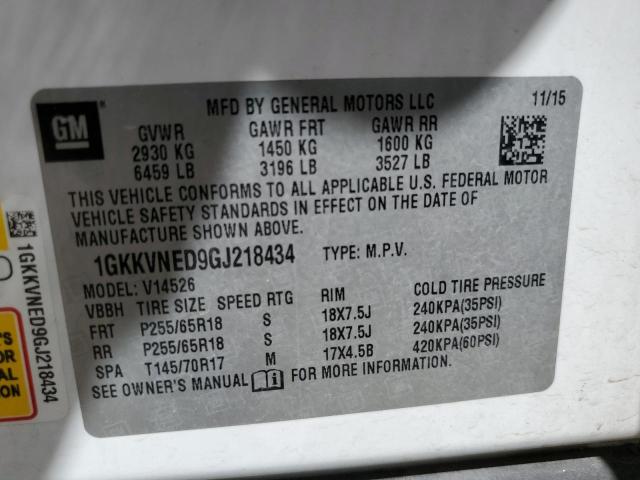 GM
MFD BY GENERAL MOTORS LLC 11/15
GVWR GAWR FRT GAWR RR
2930 KG 1450 KG 1600 KG
6459 LB 3196 LB 3527 LB
THIS VEHICLE CONFORMS TO ALL APPLICABLE U.S. FEDERAL MOTOR
VEHICLE SAFETY STANDARDS IN EFFECT ON THE DATE OF
MANUFACTURE SHOWN ABOVE.
1GKKVNED9GJ218434 TYPE: M.P.V.
MODEL: V14526
VBBH TIRE SIZE SPEED RTG RIM COLD TIRE PRESSURE
FRT P255/65R18 S 18X7.5J 240KPA(35PSI)
RR P255/65R18 S 18X7.5J 240KPA(35PSI)
SPA T145/70R17 M 17X4.5B 420KPA(60PSI)
SEE OWNER'S MANUAL FOR MORE INFORMATION.
1GKKVNED9GJ218434